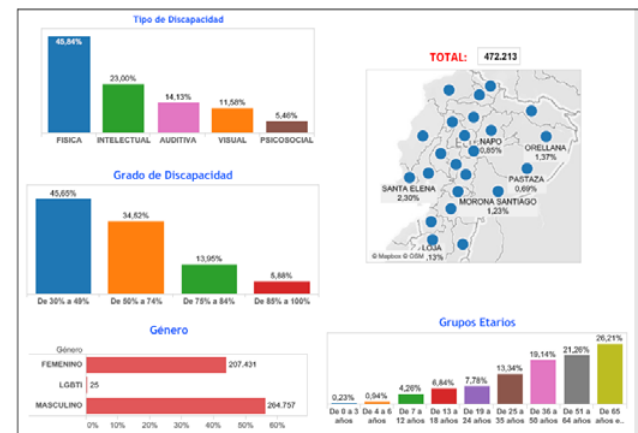 Tipo de Discapacidad
45,84%
23,00%
14,13%
11,58%
5,46%
FISICA INTELECTUAL AUDITIVA VISUAL PSICOSOCIAL
TOTAL: 472.213
NAPO
0,85%
ORELLANA
1,37%
PASTAZA
0,69%
SANTA ELENA
2,30%
MORONA SANTIAGO
1,23%
LOJA
,13%
© Mapbox © OSM
Grado de Discapacidad
45,65%
34,52%
13,95%
5,88%
De 30% a 49% De 50% a 74% De 75% a 84% De 85% a 100%
Género
Género
FEMENINO 207.431
LGBTI 25
MASCULINO 264.757
0% 10% 20% 30% 40% 50% 60%
Grupos Etarios
0,23% 0,94% 4,26% 6,84% 7,78% 13,34% 19,14% 21,26% 26,21%
De 0 a 3 De 4 a 6 De 7 a De 13 a De 19 a De 25 a De 36 a De 51 a De 65
años años 12 años 18 años 24 años 35 años 50 años 64 años años e..